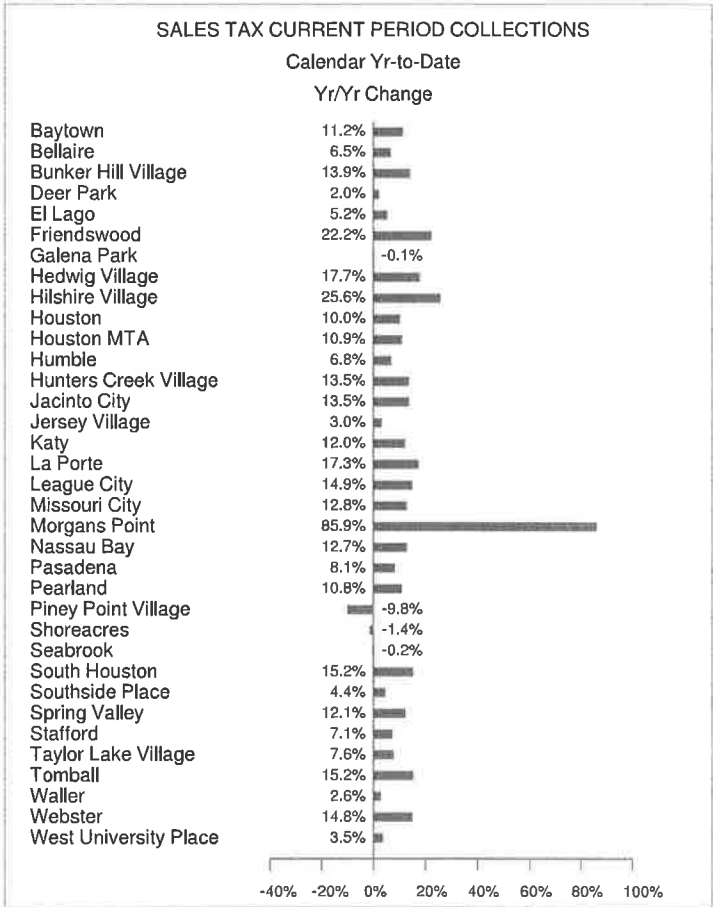 SALES TAX CURRENT PERIOD COLLECTIONS
Calendar Yr-to-Date
Yr/Yr Change
Baytown 11.2%
Bellaire 6.5%
Bunker Hill Village 13.9%
Deer Park 2.0%
El Lago 5.2%
Friendswood 22.2%
Galena Park -0.1%
Hedwig Village 17.7%
Hilshire Village 25.6%
Houston 10.0%
Houston MTA 10.9%
Humble 6.8%
Hunters Creek Village 13.5%
Jacinto City 13.5%
Jersey Village 3.0%
Katy 12.0%
La Porte 17.3%
League City 14.9%
Missouri City 12.8%
Morgans Point 85.9%
Nassau Bay 12.7%
Pasadena 8.1%
Pearland 10.8%
Piney Point Village -9.8%
Shoreacres -1.4%
Seabrook -0.2%
South Houston 15.2%
Southside Place 4.4%
Spring Valley 12.1%
Stafford 7.1%
Taylor Lake Village 7.6%
Tomball 15.2%
Waller 2.6%
Webster 14.8%
West University Place 3.5%
-40% -20% 0% 20% 40% 60% 80% 100%